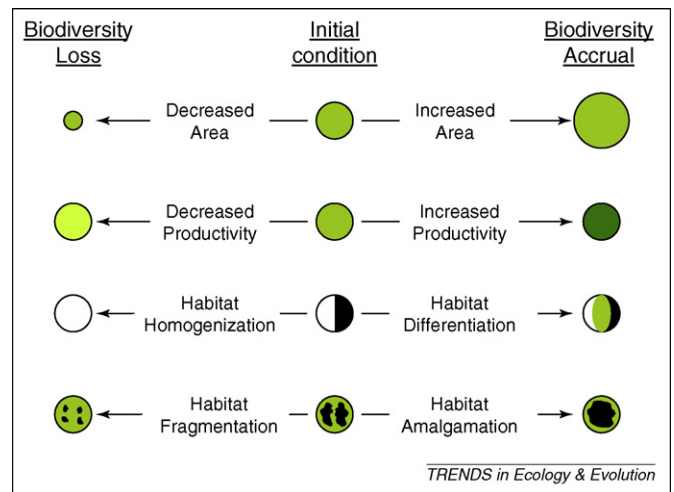 Biodiversity
Loss
Initial
condition
Biodiversity
Accrual
Decreased
Area
Increased
Area
Decreased
Productivity
Increased
Productivity
Habitat
Homogenization
Habitat
Differentiation
Habitat
Fragmentation
Habitat
Amalgamation
TRENDS in Ecology & Evolution